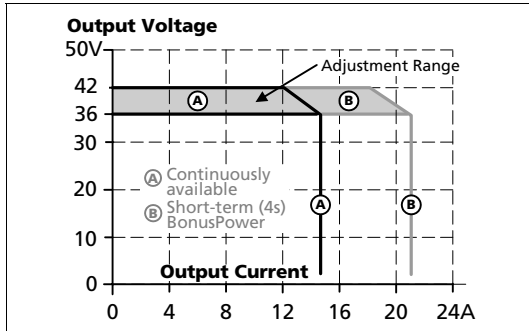 Output Voltage
50V
42
36
30
20
10
0
Adjustment Range
A
B
A Continuously
available
B Short-term (4s)
BonusPower
A
B
Output Current
0 4 8 12 16 20 24A